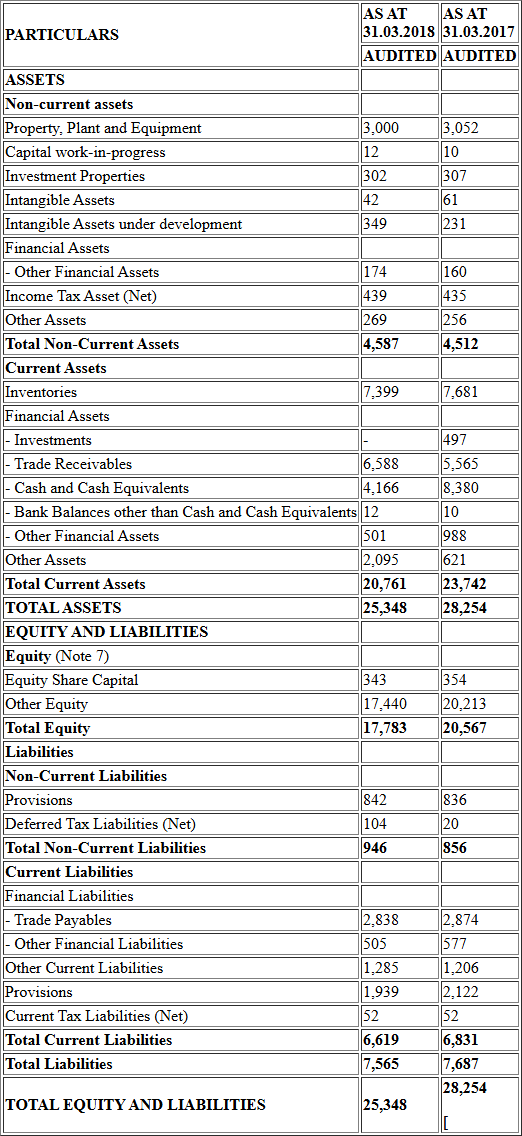 PARTICULARS AS AT 31.03.2018 AS AT 31.03.2017
AUDITED AUDITED
ASSETS
Non-current assets
Property, Plant and Equipment 3,000 3,052
Capital work-in-progress 12 10
Investment Properties 302 307
Intangible Assets 42 61
Intangible Assets under development 349 231
Financial Assets
- Other Financial Assets 174 160
Income Tax Asset (Net) 439 435
Other Assets 269 256
Total Non-Current Assets 4,587 4,512
Current Assets
Inventories 7,399 7,681
Financial Assets
- Investments - 497
- Trade Receivables 6,588 5,565
- Cash and Cash Equivalents 4,166 8,380
- Bank Balances other than Cash and Cash Equivalents 12 10
- Other Financial Assets 501 988
Other Assets 2,095 621
Total Current Assets 20,761 23,742
TOTAL ASSETS 25,348 28,254
EQUITY AND LIABILITIES
Equity (Note 7)
Equity Share Capital 343 354
Other Equity 17,440 20,213
Total Equity 17,783 20,567
Liabilities
Non-Current Liabilities
Provisions 842 836
Deferred Tax Liabilities (Net) 104 20
Total Non-Current Liabilities 946 856
Current Liabilities
Financial Liabilities
- Trade Payables 2,838 2,874
- Other Financial Liabilities 505 577
Other Current Liabilities 1,285 1,206
Provisions 1,939 2,122
Current Tax Liabilities (Net) 52 52
Total Current Liabilities 6,619 6,831
Total Liabilities 7,565 7,687
TOTAL EQUITY AND LIABILITIES 25,348 28,254
[